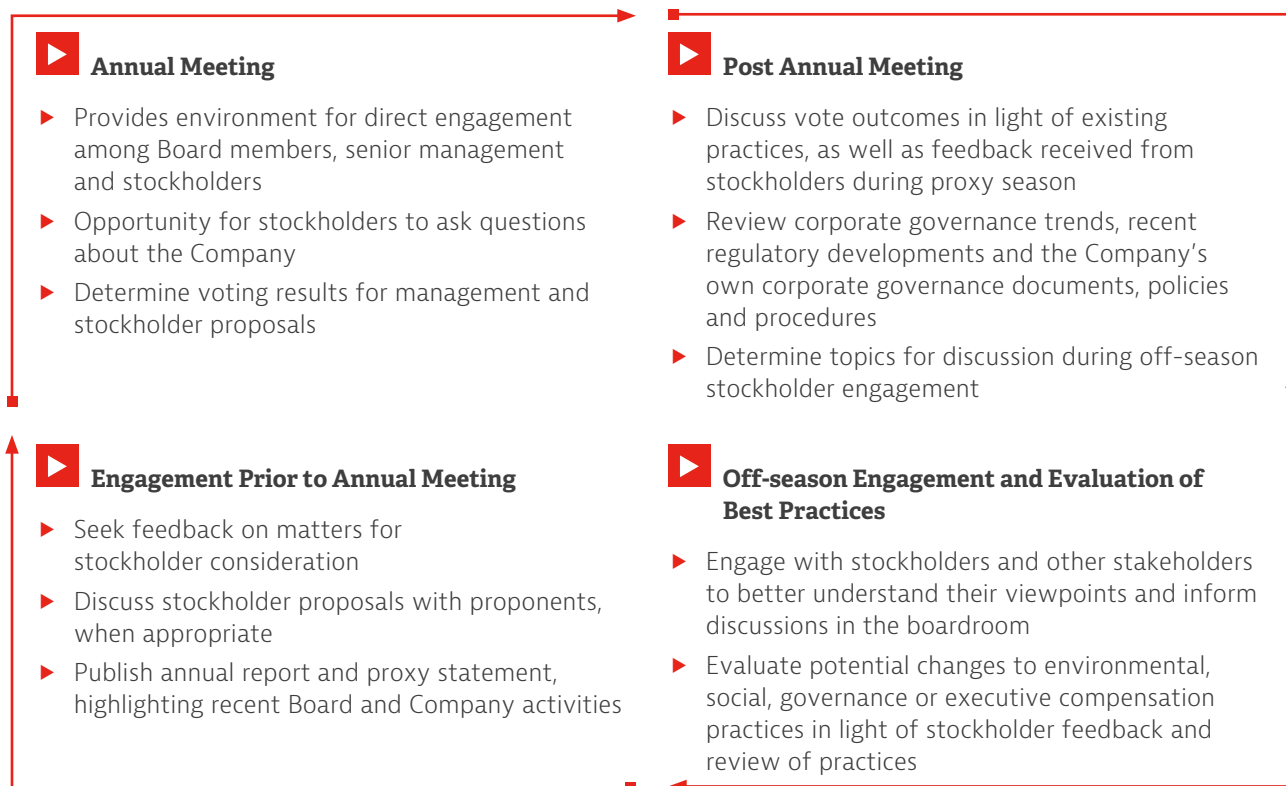 Annual Meeting
Provides environment for direct engagement
among Board members, senior management
and stockholders
Opportunity for stockholders to ask questions
about the Company
Determine voting results for management and
stockholder proposals
Post Annual Meeting
Discuss vote outcomes in light of existing
practices, as well as feedback received from
stockholders during proxy season
Review corporate governance trends, recent
regulatory developments and the Company’s
own corporate governance documents, policies
and procedures
Determine topics for discussion during off-season
stockholder engagement
Engagement Prior to Annual Meeting
Seek feedback on matters for
stockholder consideration
Discuss stockholder proposals with proponents,
when appropriate
Publish annual report and proxy statement,
highlighting recent Board and Company activities
Off-season Engagement and Evaluation of
Best Practices
Engage with stockholders and other stakeholders
to better understand their viewpoints and inform
discussions in the boardroom
Evaluate potential changes to environmental,
social, governance or executive compensation
practices in light of stockholder feedback and
review of practices